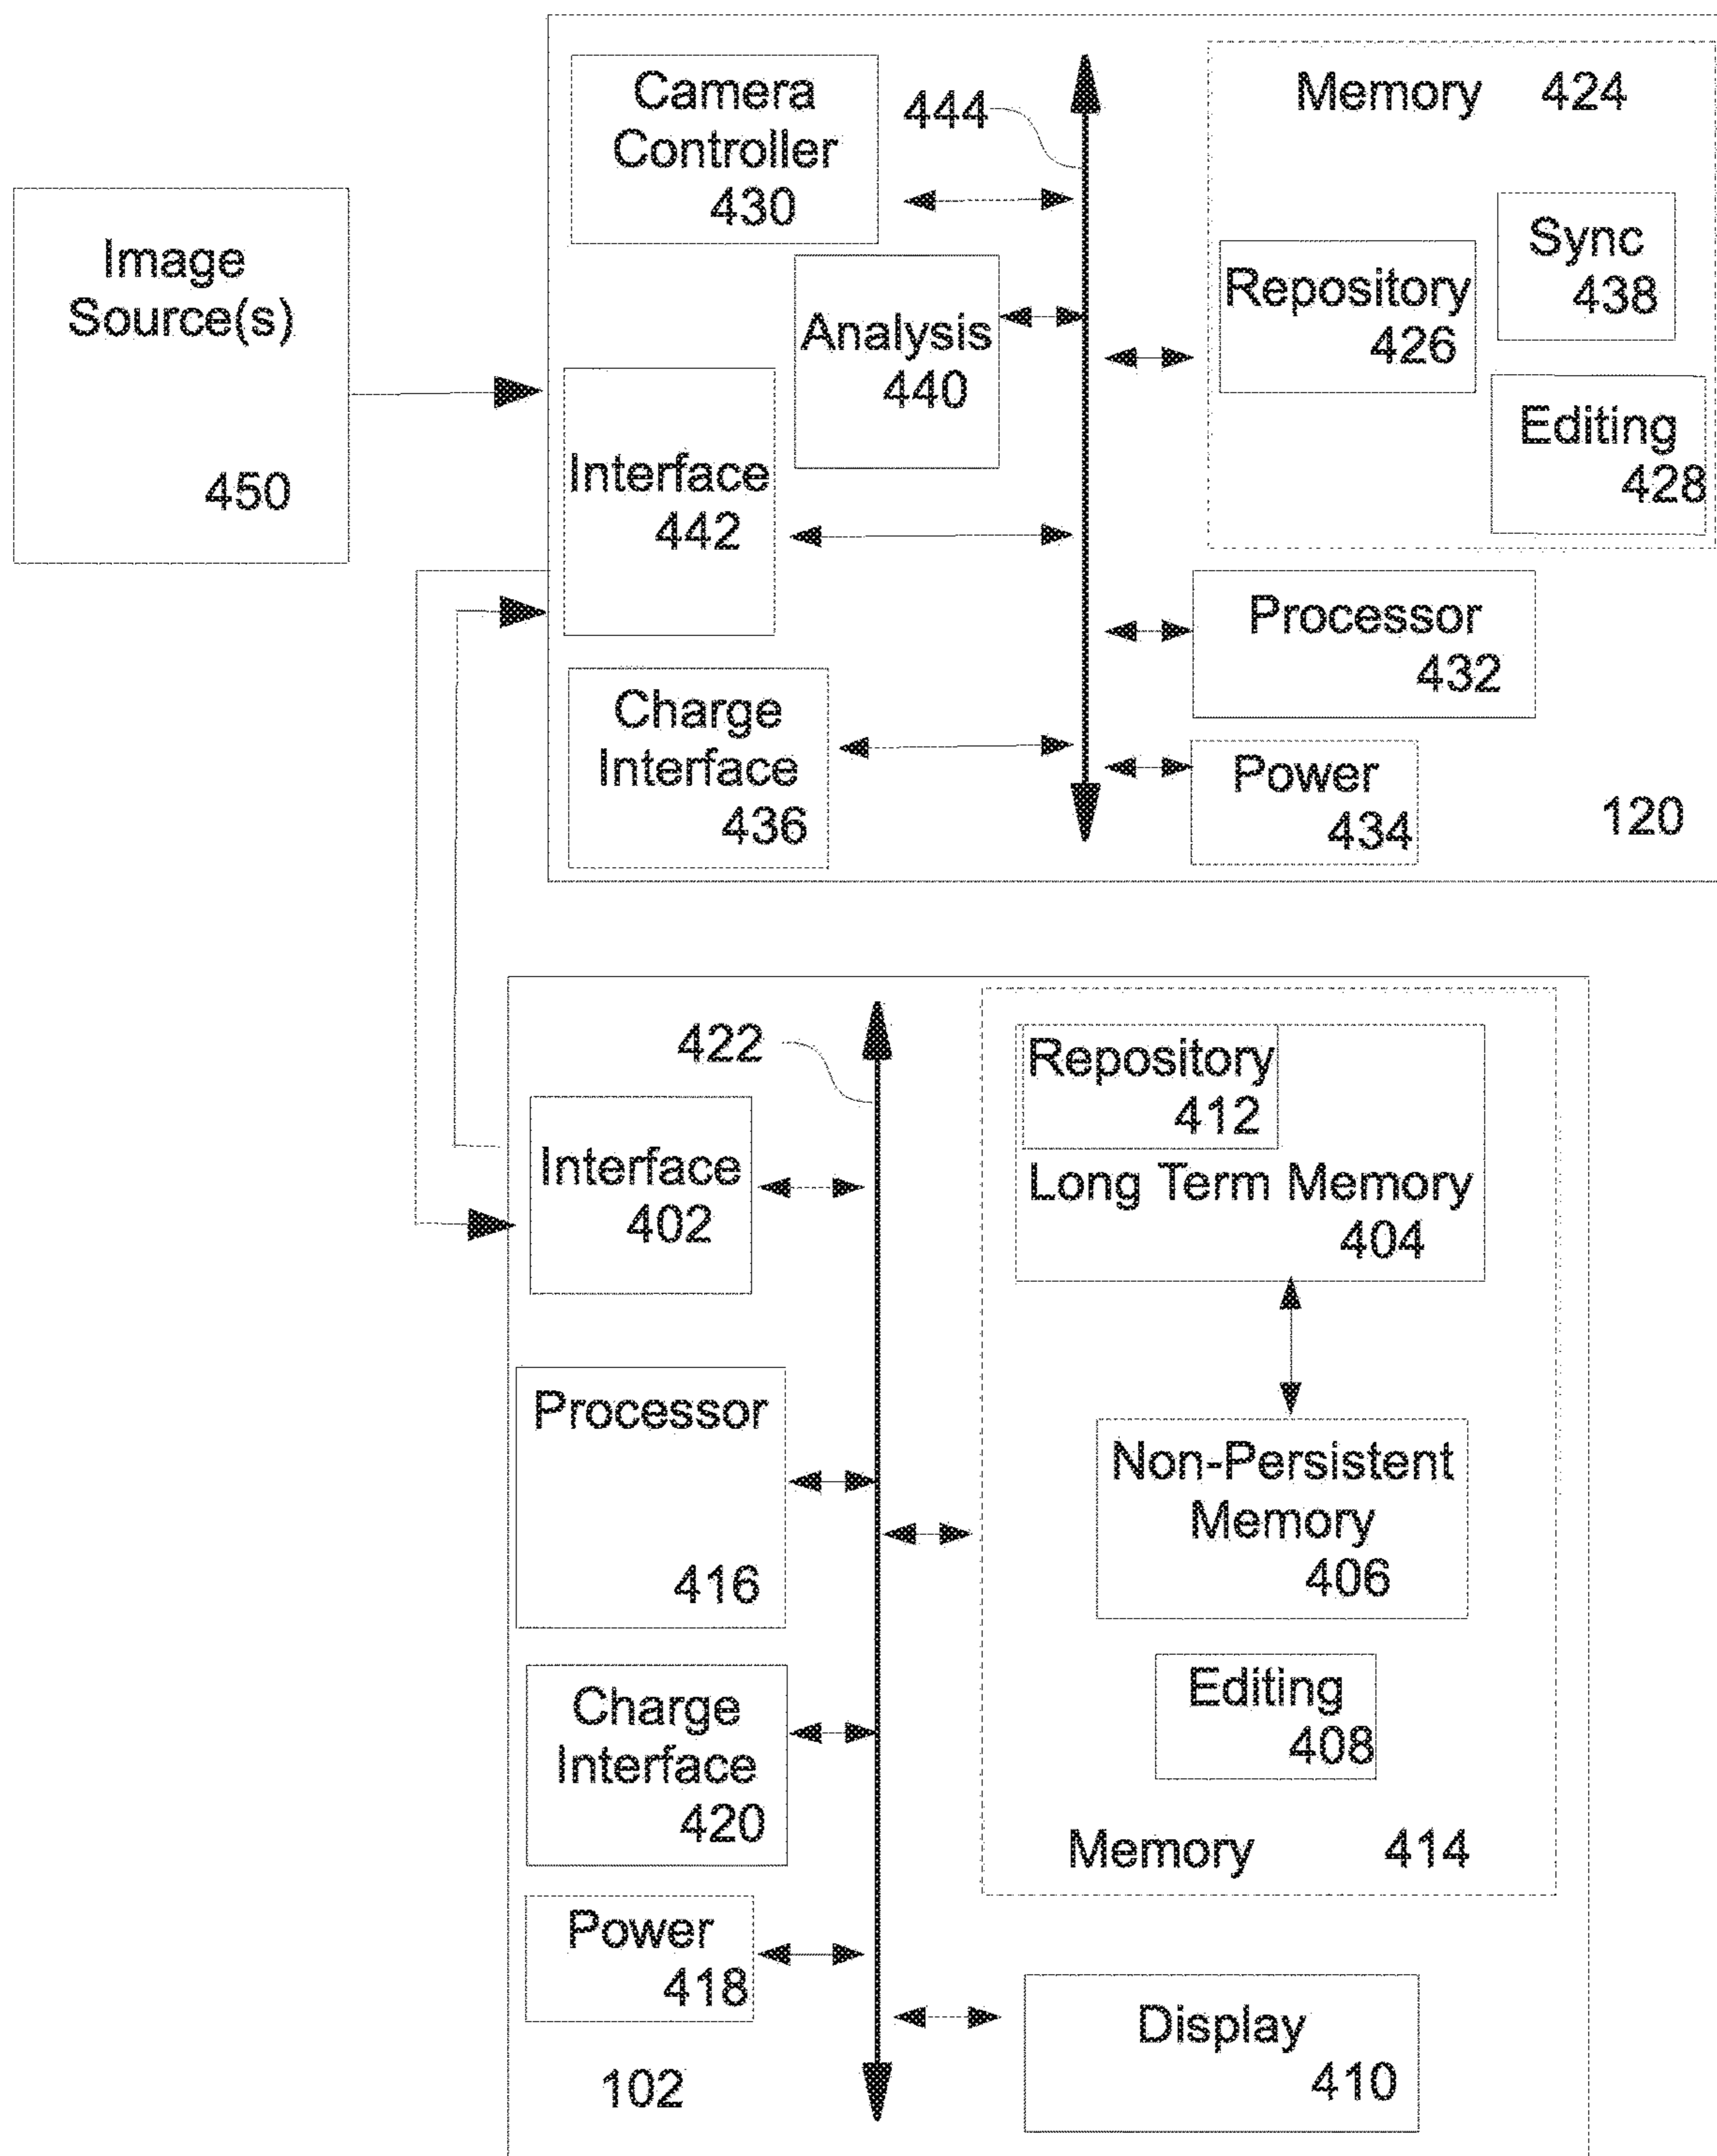 Image
Source(s)
450
Camera
Controller
430
444
Memory 424
Sync
438
Repository
426
Analysis
440
Editing
428
Interface
442
Processor
432
Charge
Interface
436
Power
434
120
422
Repository
412
Long Term Memory
404
Interface
402
Processor
416
Non-Persistent
Memory
406
Editing
408
Charge
Interface
420
Memory 414
Power
418
Display
410
102